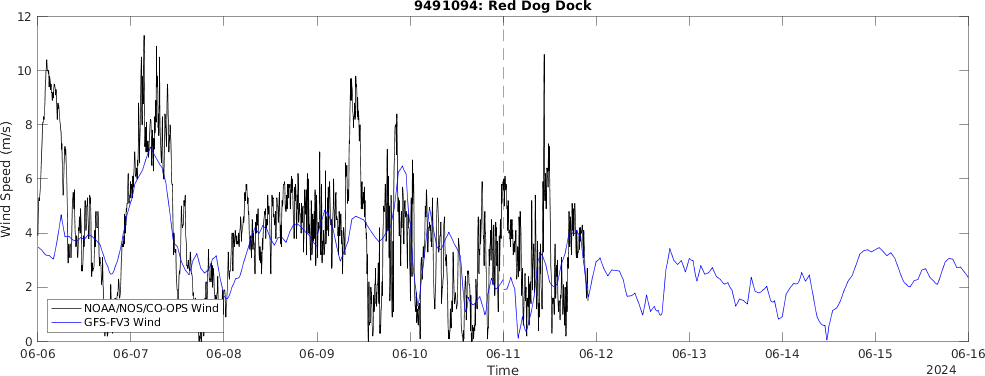 9491094: Red Dog Dock
12
10
8
6
4
2
0
Wind Speed (m/s)
NOAA/NOS/CO-OPS Wind
GFS-FV3 Wind
06-06 06-07 06-08 06-09 06-10 06-11 06-12 06-13 06-14 06-15 06-16
Time
2024